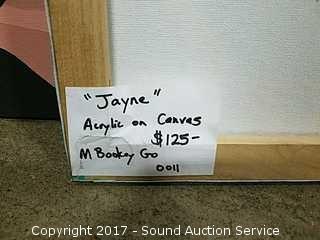 "Jayne"
Acrylic on Canvas
$125-
M Bookey Go
0011
Copyright 2017 - Sound Auction Service